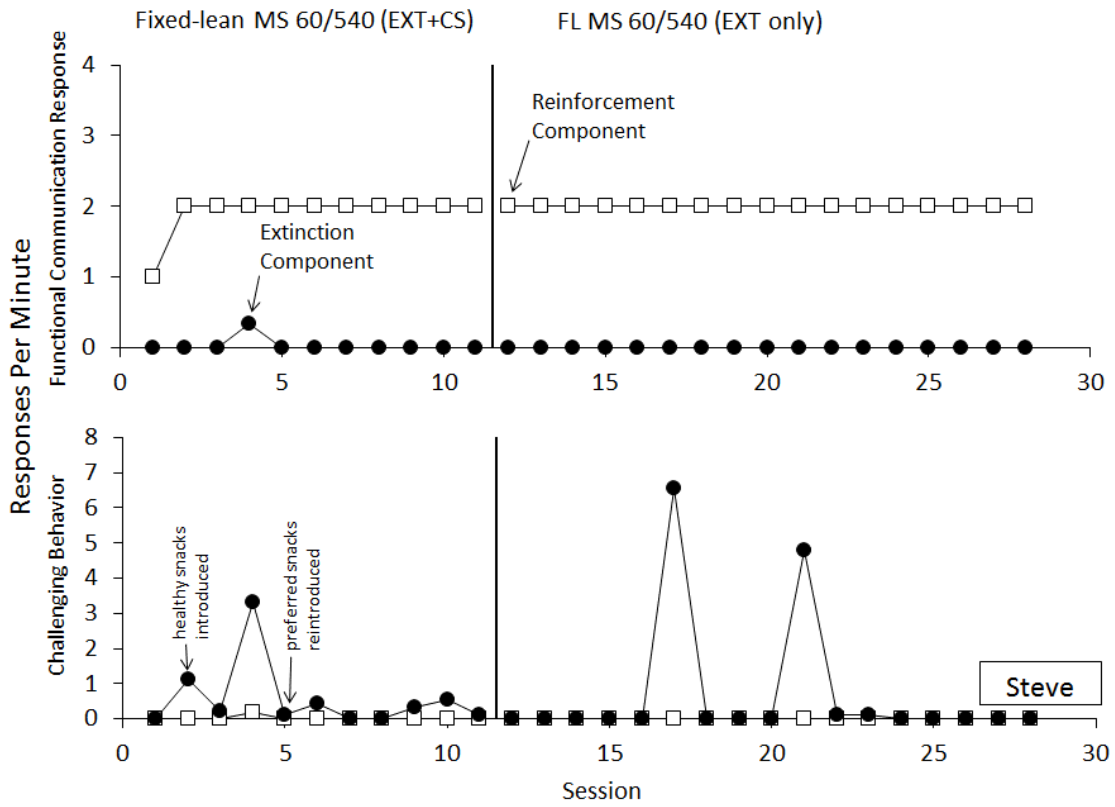 Fixed-lean MS 60/540 (EXT+CS)
FL MS 60/540 (EXT only)
Responses Per Minute
Functional Communication Response
4
3
2
1
0
Reinforcement
Component
Extinction
Component
0
5
10
15
20
25
30
Challenging Behavior
8
7
6
5
4
3
2
1
0
healthy snacks
introduced
preferred snacks
reintroduced
Steve
0
5
10
15
20
25
30
Session